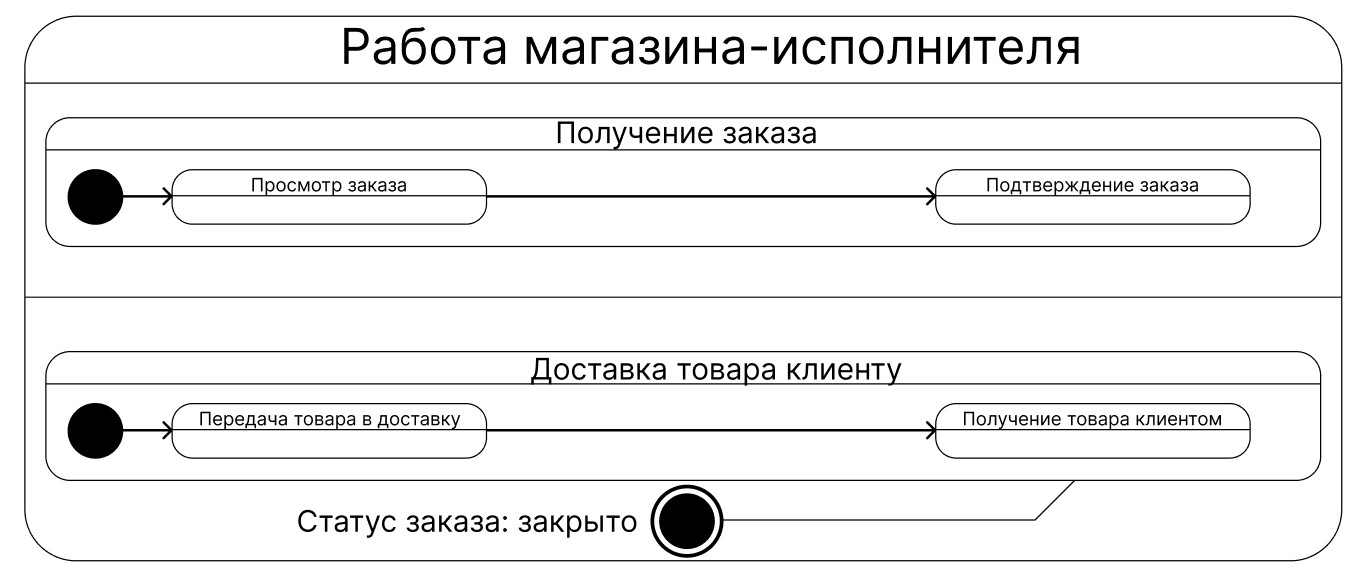 Работа магазина-исполнителя
Получение заказа
Просмотр заказа
Подтверждение заказа
Доставка товара клиенту
Передача товара в доставку
Получение товара клиентом
Статус заказа: закрыто